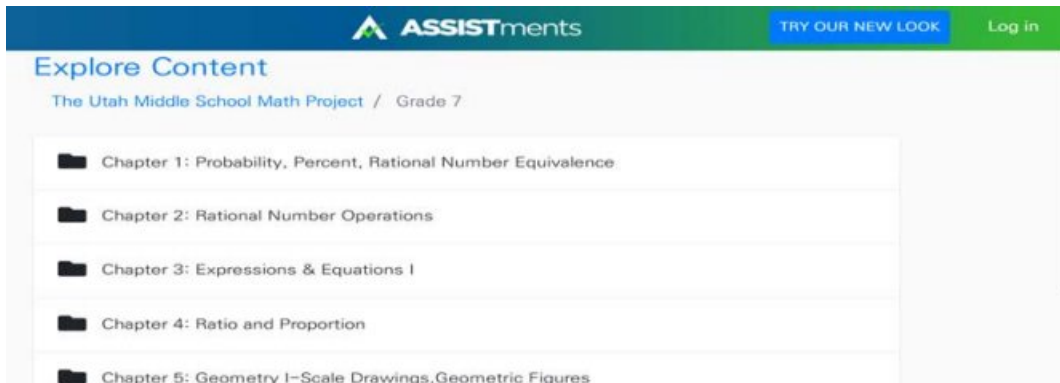 ASSISTments TRY OUR NEW LOOK Log in
Explore Content
The Utah Middle School Math Project / Grade 7
Chapter 1: Probability, Percent, Rational Number Equivalence
Chapter 2: Rational Number Operations
Chapter 3: Expressions & Equations I
Chapter 4: Ratio and Proportion
Chapter 5: Geometry I-Scale Drawings,Geometric Figures